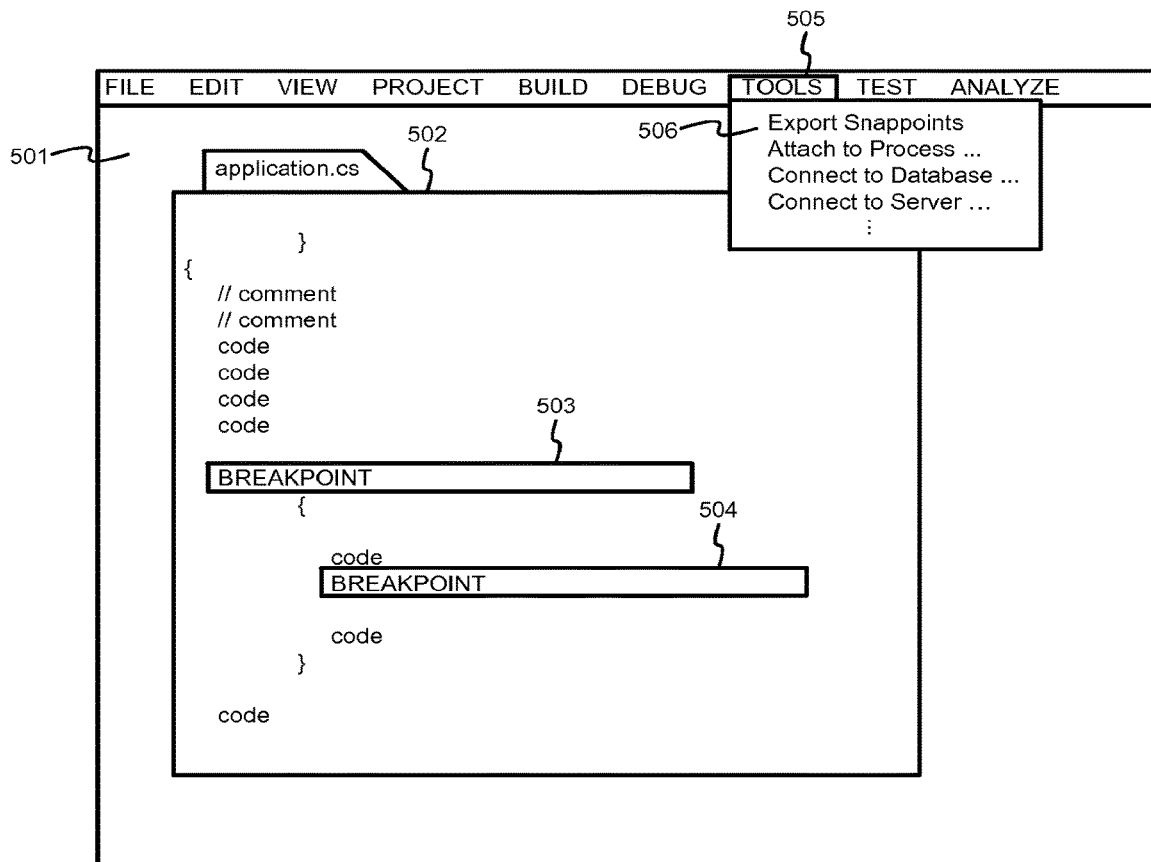 505
FILE EDIT VIEW PROJECT BUILD DEBUG TOOLS TEST ANALYZE
506
Export Snappoints
Attach to Process ...
Connect to Database ...
Connect to Server ...
⋮
501
502
application.cs
}
{
// comment
// comment
code
code
code
code
503
BREAKPOINT
{
504
code
BREAKPOINT
code
}
code